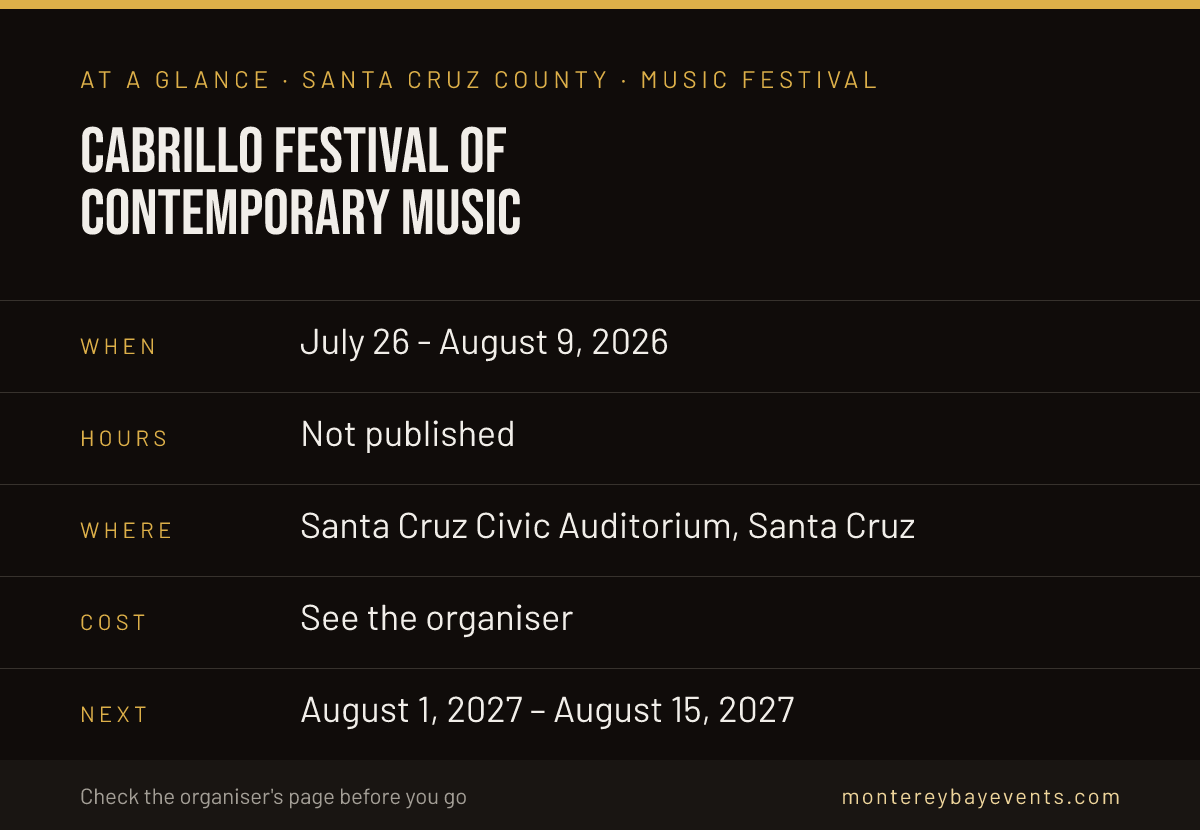 AT A GLANCE · SANTA CRUZ COUNTY · MUSIC FESTIVAL
CABRILLO FESTIVAL OF
CONTEMPORARY MUSIC
WHEN July 26 - August 9, 2026
HOURS Not published
WHERE Santa Cruz Civic Auditorium, Santa Cruz
COST See the organiser
NEXT August 1, 2027 – August 15, 2027
Check the organiser's page before you go montereybayevents.com